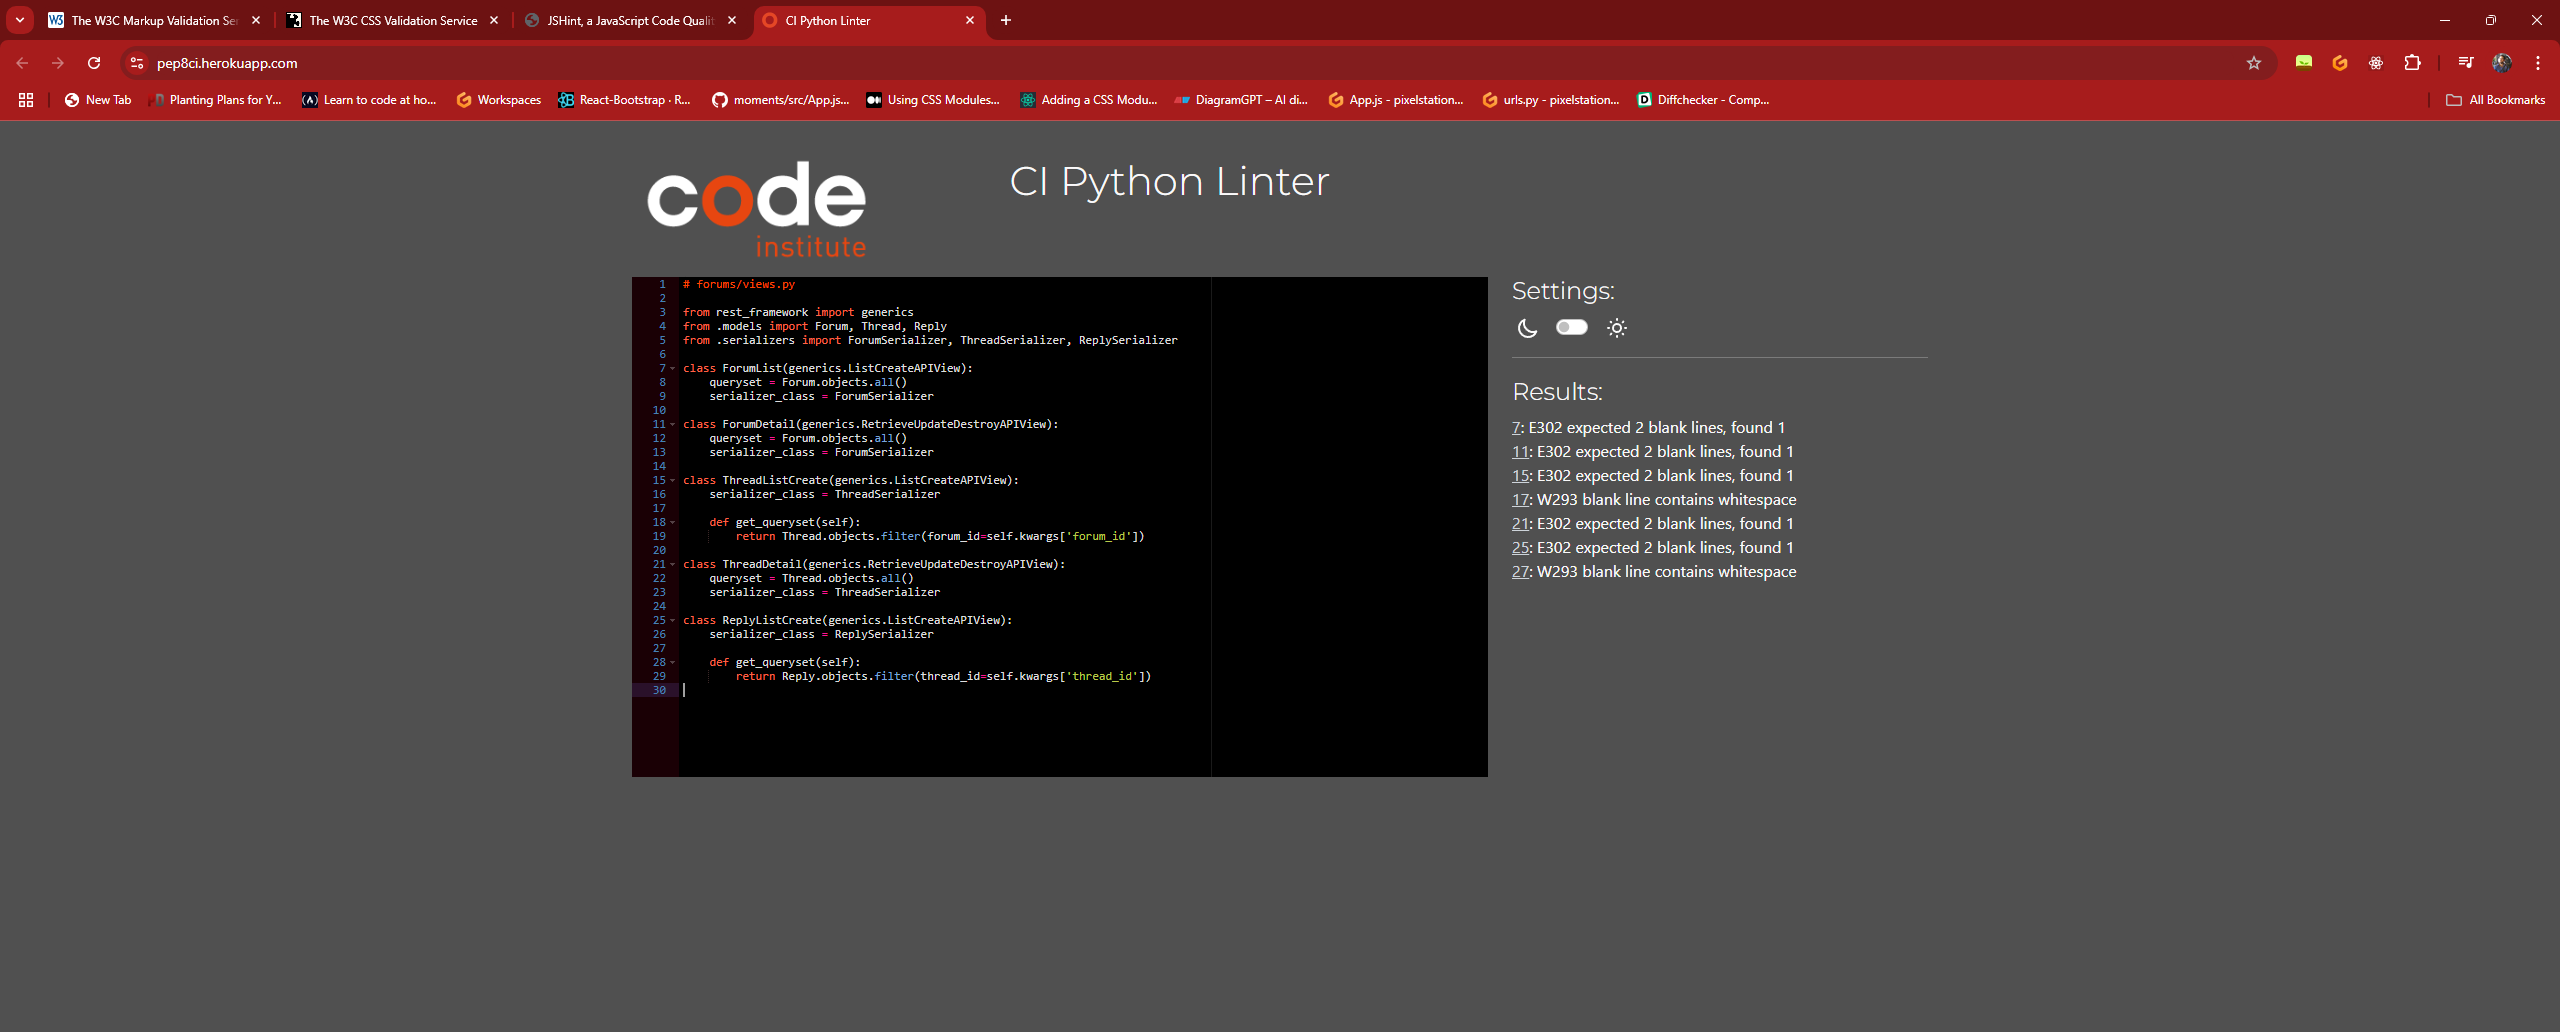 The W3C Markup Validation Se
The W3C CSS Validation Service
JSHint, a JavaScript Code Qualit
CI Python Linter
pep8ci.herokuapp.com
New Tab
Planting Plans for Y...
Learn to code at ho...
Workspaces
React-Bootstrap · R...
moments/src/App.js...
Using CSS Modules...
Adding a CSS Modu...
DiagramGPT – AI di...
App.js - pixelstation...
urls.py - pixelstation...
Diffchecker - Comp...
All Bookmarks
code
institute
CI Python Linter
1 # forums/views.py
2
3 from rest_framework import generics
4 from .models import Forum, Thread, Reply
5 from .serializers import ForumSerializer, ThreadSerializer, ReplySerializer
6
7 class ForumList(generics.ListCreateAPIView):
8     queryset = Forum.objects.all()
9     serializer_class = ForumSerializer
10
11 class ForumDetail(generics.RetrieveUpdateDestroyAPIView):
12     queryset = Forum.objects.all()
13     serializer_class = ForumSerializer
14
15 class ThreadListCreate(generics.ListCreateAPIView):
16     serializer_class = ThreadSerializer
17
18     def get_queryset(self):
19         return Thread.objects.filter(forum_id=self.kwargs['forum_id'])
20
21 class ThreadDetail(generics.RetrieveUpdateDestroyAPIView):
22     queryset = Thread.objects.all()
23     serializer_class = ThreadSerializer
24
25 class ReplyListCreate(generics.ListCreateAPIView):
26     serializer_class = ReplySerializer
27
28     def get_queryset(self):
29         return Reply.objects.filter(thread_id=self.kwargs['thread_id'])
30
Settings:
Results:
7: E302 expected 2 blank lines, found 1
11: E302 expected 2 blank lines, found 1
15: E302 expected 2 blank lines, found 1
17: W293 blank line contains whitespace
21: E302 expected 2 blank lines, found 1
25: E302 expected 2 blank lines, found 1
27: W293 blank line contains whitespace